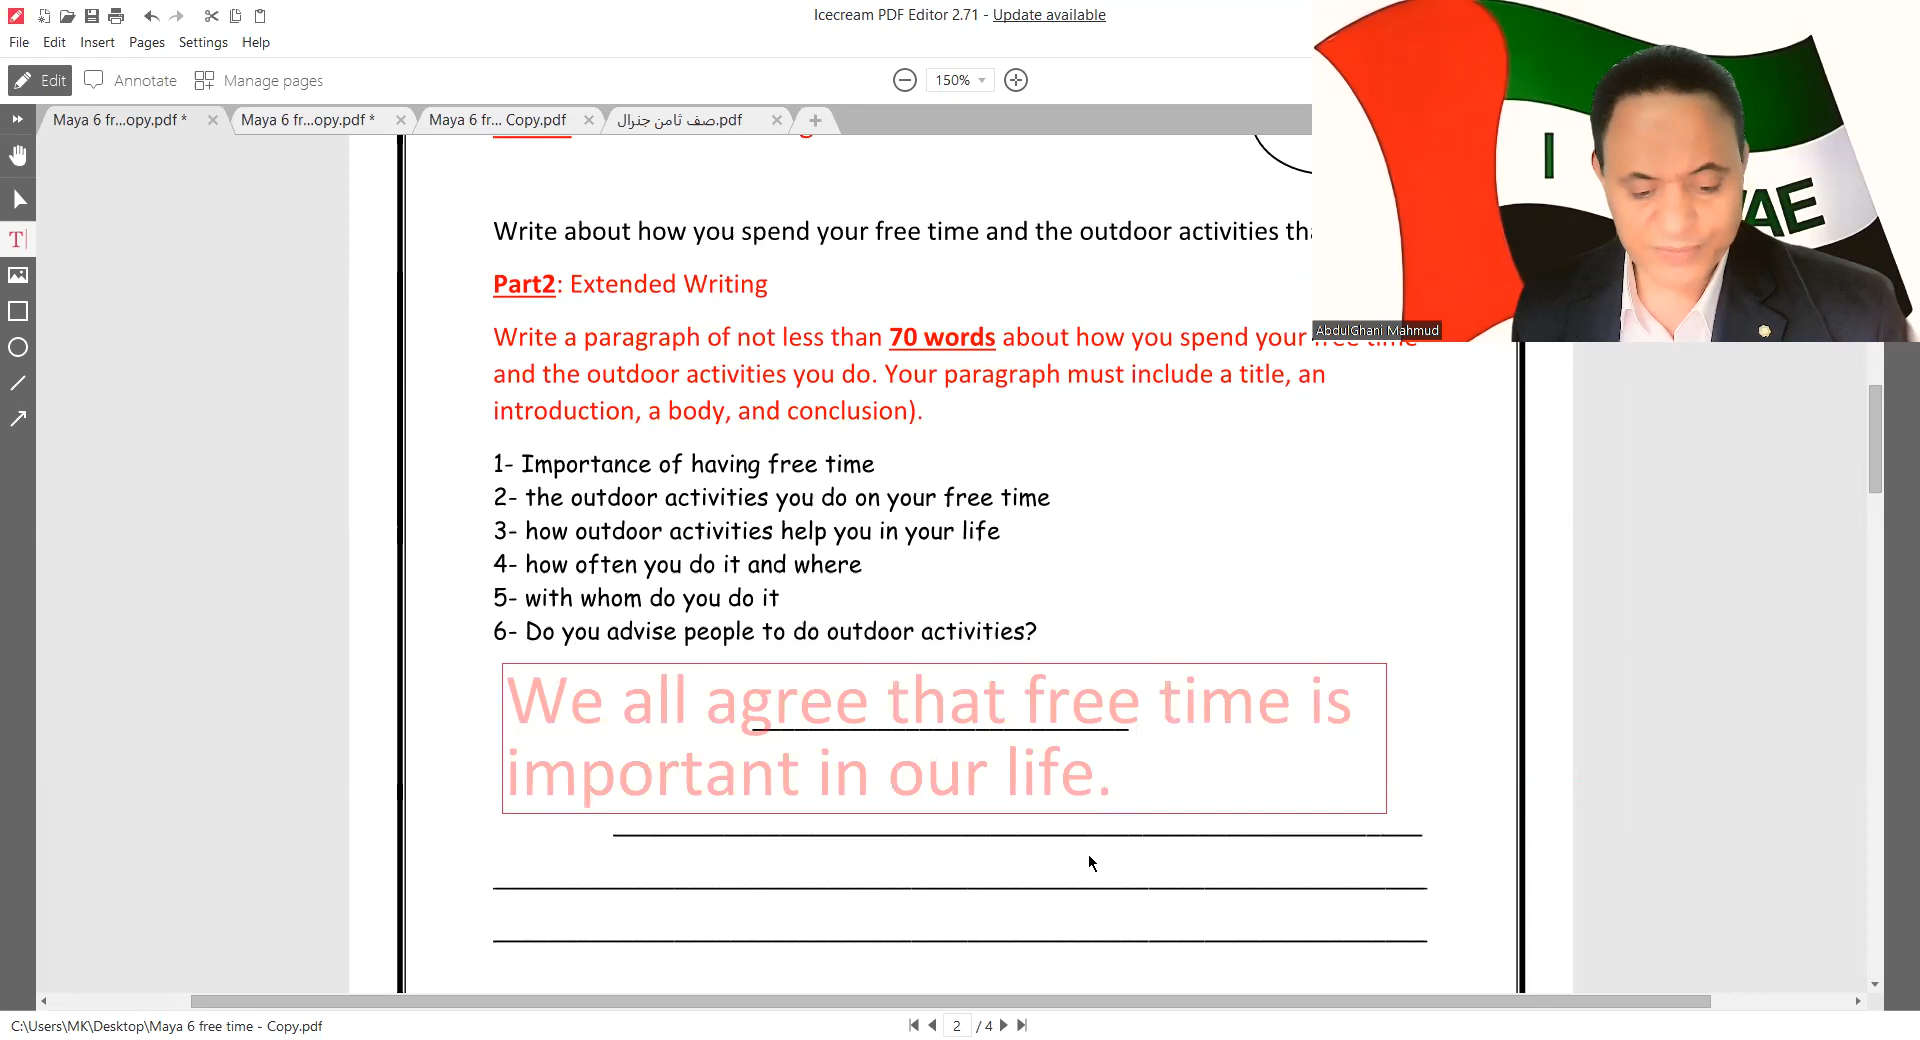 Icecream PDF Editor 2.71 - Update available
File Edit Insert Pages Settings Help
Edit Annotate Manage pages
150%
Maya 6 fr...opy.pdf *
Maya 6 fr...opy.pdf *
Maya 6 fr... Copy.pdf
صف ثامن جنرال.pdf
I
AE
AbdulGhani Mahmud
Write about how you spend your free time and the outdoor activities
Part2: Extended Writing
Write a paragraph of not less than 70 words about how you spend your free time
and the outdoor activities you do. Your paragraph must include a title, an
introduction, a body, and conclusion).
1- Importance of having free time
2- the outdoor activities you do on your free time
3- how outdoor activities help you in your life
4- how often you do it and where
5- with whom do you do it
6- Do you advise people to do outdoor activities?
We all agree that free time is
important in our life.
C:\Users\MK\Desktop\Maya 6 free time - Copy.pdf
2 / 4